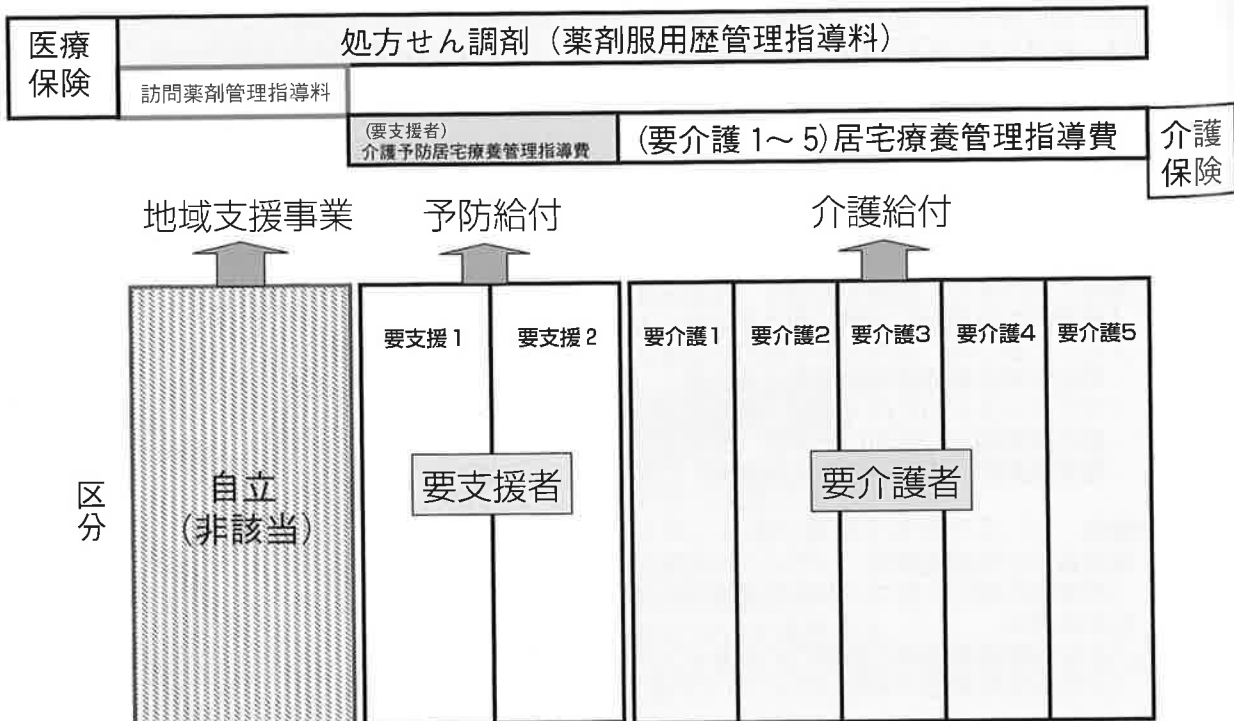 医療
保険
処方せん調剤（薬剤服用歴管理指導料）
訪問薬剤管理指導料
(要支援者)
介護予防居宅療養管理指導費
(要介護1～5)居宅療養管理指導費
介護
保険
地域支援事業
予防給付
介護給付
要支援1
要支援2
要介護1
要介護2
要介護3
要介護4
要介護5
区分
自立
(非該当)
要支援者
要介護者